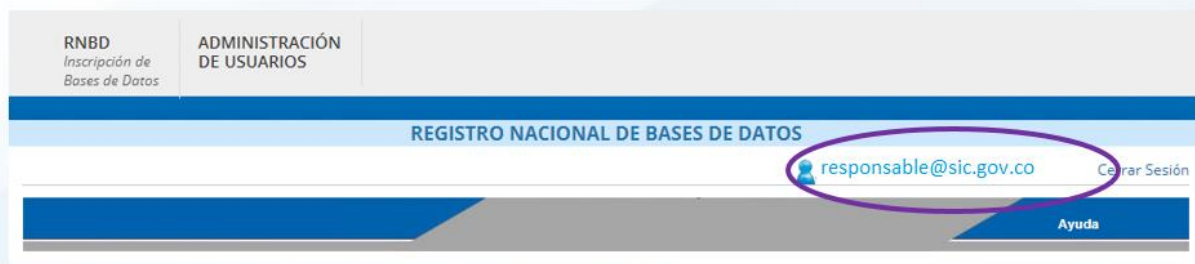 RNBD
Inscripción de
Bases de Datos
ADMINISTRACIÓN
DE USUARIOS
REGISTRO NACIONAL DE BASES DE DATOS
responsable@sic.gov.co
Cerrar Sesión
Ayuda